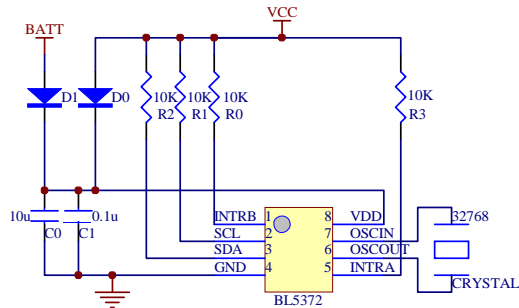 VCC
BATT
D1 D0
10K 10K 10K 10K
R2 R1 R0 R3
10u 0.1u
C0 C1
INTRB 1 8 VDD
SCL 2 7 OSCIN
SDA 3 6 OSCOUT
GND 4 5 INTRA
32768
CRYSTAL
BL5372